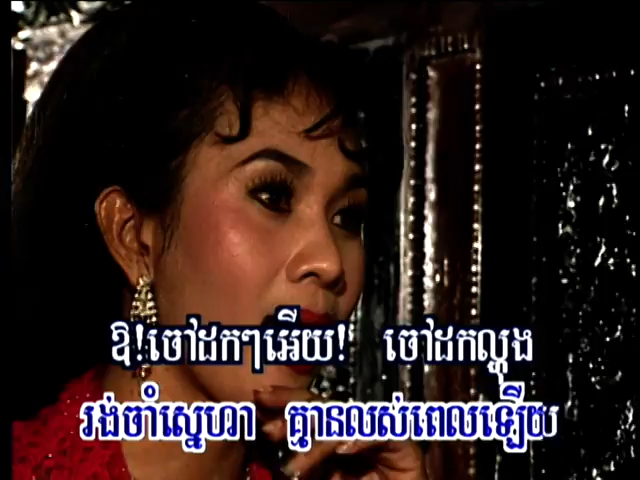 ឱ!ចៅដកៗអើយ! ចៅដកល្ហុង
រង់ចាំស្នេហា គ្មានលស់ពេលឡើយ